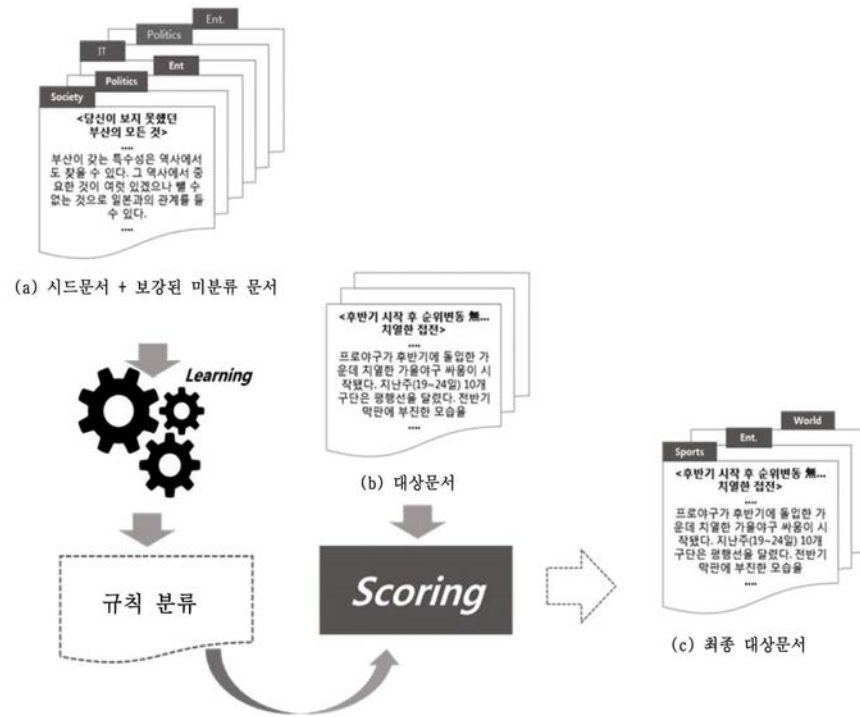 Ent.
Politics
IT
Ent
Politics
Society
<당신이 보지 못했던
부산의 모든 것>
....
부산이 갖는 특수성은 역사에서
도 찾을 수 있다. 그 역사에서 중
요한 것이 여럿 있겠으나 뺄 수
없는 것으로 일본과의 관계를 들
수 있다.
....
(a) 시드문서 + 보강된 미분류 문서
Learning
규칙 분류
<후반기 시작 후 순위변동 無...
치열한 접전>
....
프로야구가 후반기에 돌입한 가
운데 치열한 가을야구 싸움이 시
작됐다. 지난주(19~24일) 10개
구단은 평행선을 달렸다. 전반기
막판에 부진한 모습을
....
(b) 대상문서
Scoring
World
Ent.
Sports
<후반기 시작 후 순위변동 無...
치열한 접전>
....
프로야구가 후반기에 돌입한 가
운데 치열한 가을야구 싸움이 시
작됐다. 지난주(19~24일) 10개
구단은 평행선을 달렸다. 전반기
막판에 부진한 모습을
....
(c) 최종 대상문서